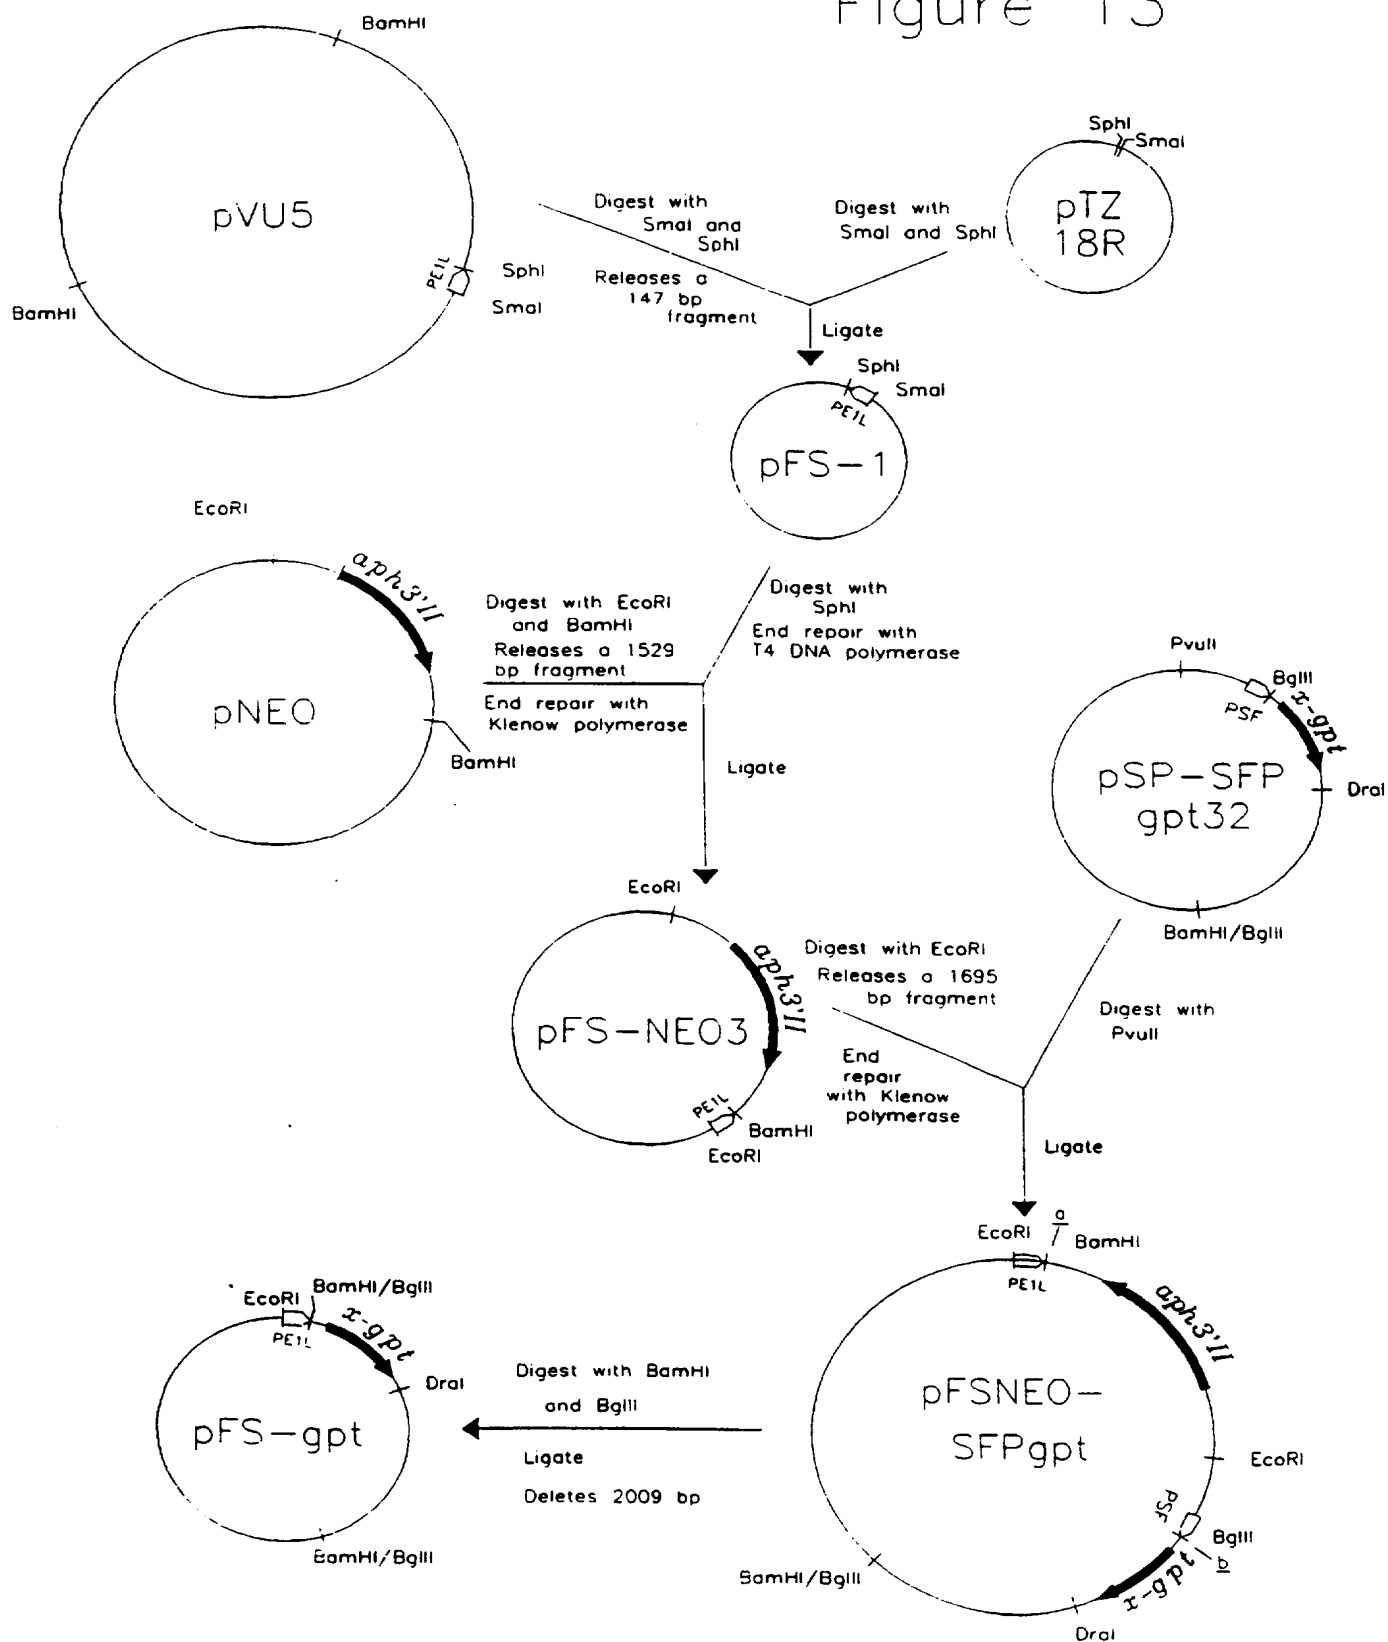 Figure 13
BamHI
pVU5
PE1L
SphI
SmaI
BamHI
Digest with
SmaI and
SphI
Releases a
147 bp
fragment
Digest with
SmaI and SphI
SphI
SmaI
pTZ
18R
Ligate
SphI
SmaI
PE1L
pFS-1
EcoRI
aph3'II
pNEO
BamHI
Digest with EcoRI
and BamHI
Releases a 1529
bp fragment
End repair with
Klenow polymerase
Digest with
SphI
End repair with
T4 DNA polymerase
Ligate
PvuII
BglII
PSF
x-gpt
pSP-SFP
gpt32
DraI
BamHI/BglII
EcoRI
aph3'II
pFS-NEO3
PE1L
BamHI
EcoRI
Digest with EcoRI
Releases a 1695
bp fragment
End
repair
with Klenow
polymerase
Digest with
PvuII
Ligate
EcoRI
a
BamHI
PE1L
aph3'II
pFSNEO-
SFPgpt
EcoRI
PSF
BglII
b
x-gpt
DraI
BamHI/BglII
Digest with BamHI
and BglII
Ligate
Deletes 2009 bp
EcoRI
BamHI/BglII
PE1L
x-gpt
DraI
pFS-gpt
BamHI/BglII